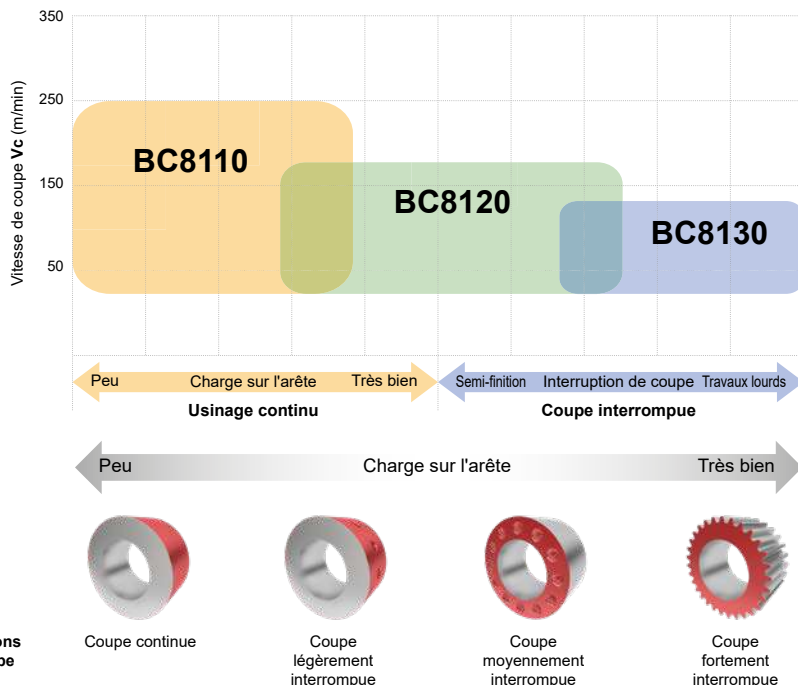 350
250
150
50
Vitesse de coupe Vc (m/min)
BC8110
BC8120
BC8130
Peu Charge sur l'arête Très bien
Semi-finition Interruption de coupe Travaux lourds
Usinage continu
Coupe interrompue
Peu Charge sur l'arête Très bien
Coupe continue
Coupe
légèrement
interrompue
Coupe
moyennement
interrompue
Coupe
fortement
interrompue